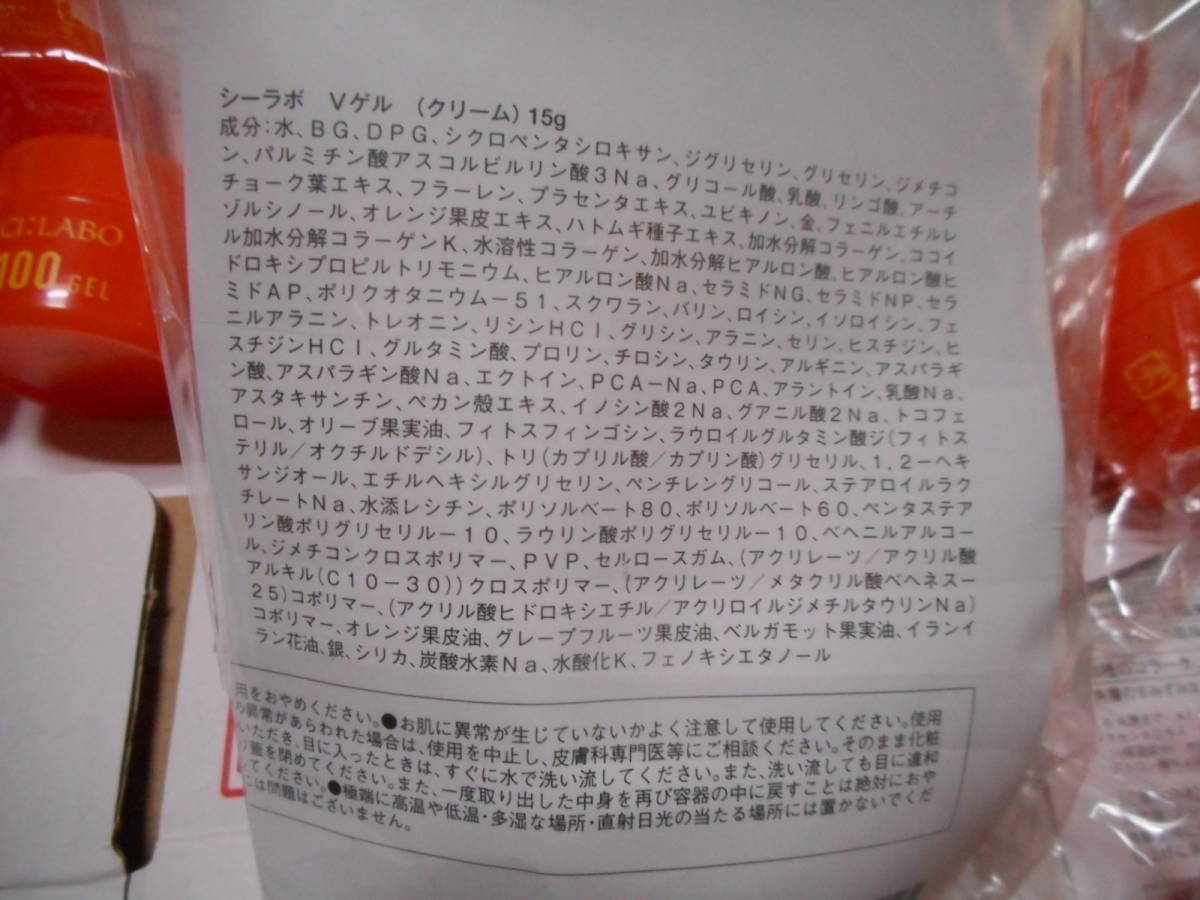 シーラボ Vゲル (クリーム) 15g
成分:水、BG、DPG、シクロペンタシロキサン、ジグリセリン、グリセリン、ジメチコ
ン、パルミチン酸アスコルビルリン酸3Na、グリコール酸、乳酸、リンゴ酸、アーチ
チョーク葉エキス、フラーレン、プラセンタエキス、ユビキノン、金、フェニルエチルレ
ゾルシノール、オレンジ果皮エキス、ハトムギ種子エキス、加水分解コラーゲン、ココイ
ル加水分解コラーゲンK、水溶性コラーゲン、加水分解ヒアルロン酸、ヒアルロン酸ヒ
ドロキシプロピルトリモニウム、ヒアルロン酸Na、セラミドNG、セラミドNP、セラ
ミドAP、ポリクオタニウム-51、スクワラン、バリン、ロイシン、イソロイシン、フェ
ニルアラニン、トレオニン、リシンHCl、グリシン、アラニン、セリン、ヒスチジン、ヒ
スチジンHCl、グルタミン酸、プロリン、チロシン、タウリン、アルギニン、アスパラギ
ン酸、アスパラギン酸Na、エクトイン、PCA-Na、PCA、アラントイン、乳酸Na、
アスタキサンチン、ペカン殻エキス、イノシン酸2Na、グアニル酸2Na、トコフェ
ロール、オリーブ果実油、フィトスフィンゴシン、ラウロイルグルタミン酸ジ(フィトス
テリル/オクチルドデシル)、トリ(カプリル酸/カプリン酸)グリセリル、1,2-ヘキ
サンジオール、エチルヘキシルグリセリン、ペンチレングリコール、ステアロイルラク
チレートNa、水添レシチン、ポリソルベート80、ポリソルベート60、ペンタステア
リン酸ポリグリセリル-10、ラウリン酸ポリグリセリル-10、ベヘニルアルコー
ル、ジメチコンクロスポリマー、PVP、セルロースガム、(アクリレーツ/アクリル酸
アルキル(C10-30))クロスポリマー、(アクリレーツ/メタクリル酸ベヘネス-
25)コポリマー、(アクリル酸ヒドロキシエチル/アクリロイルジメチルタウリンNa)
コポリマー、オレンジ果皮油、グレープフルーツ果皮油、ベルガモット果実油、イランイ
ラン花油、銀、シリカ、炭酸水素Na、水酸化K、フェノキシエタノール
用をおやめください。●お肌に異常が生じていないかよく注意して使用してください。使用
の異常があらわれた場合は、使用を中止し、皮膚科専門医等にご相談ください。そのまま化粧
いただき、目に入ったときは、すぐに水で洗い流してください。また、洗い流しても目に違和
り蓋を閉めてください。また、一度取り出した中身を再び容器の中に戻すことは絶対におや
てください。●極端に高温や低温・多湿な場所・直射日光の当たる場所には置かないでくだ
には問題はございません。
Ci:LABO
100 GEL